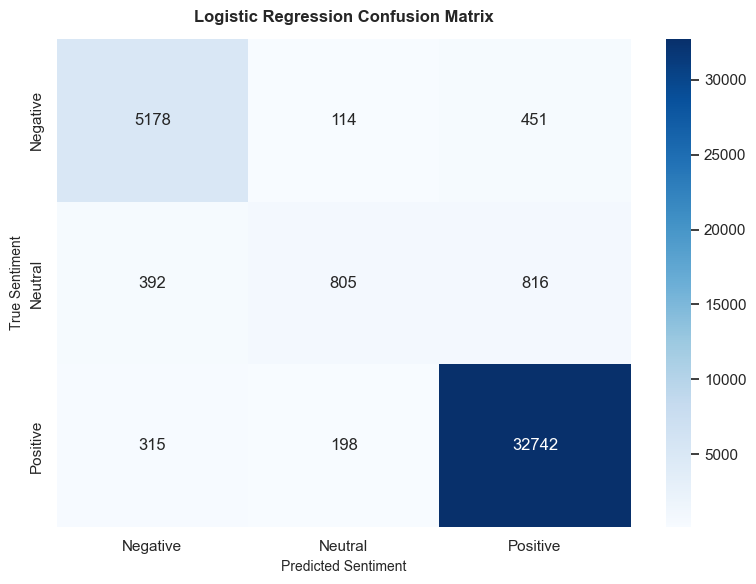 Logistic Regression Confusion Matrix
True Sentiment
Negative
5178
114
451
Neutral
392
805
816
Positive
315
198
32742
Negative
Neutral
Positive
Predicted Sentiment
30000
25000
20000
15000
10000
5000